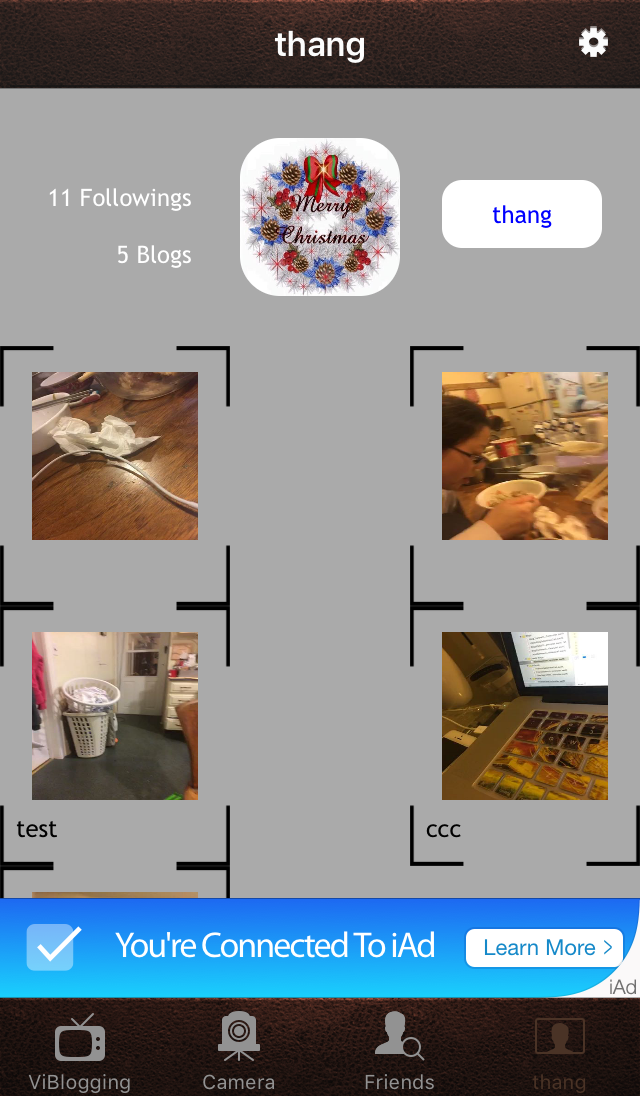 thang
11 Followings
5 Blogs
Merry
Christmas
thang
test
ccc
You're Connected To iAd
Learn More >
iAd
ViBlogging
Camera
Friends
thang